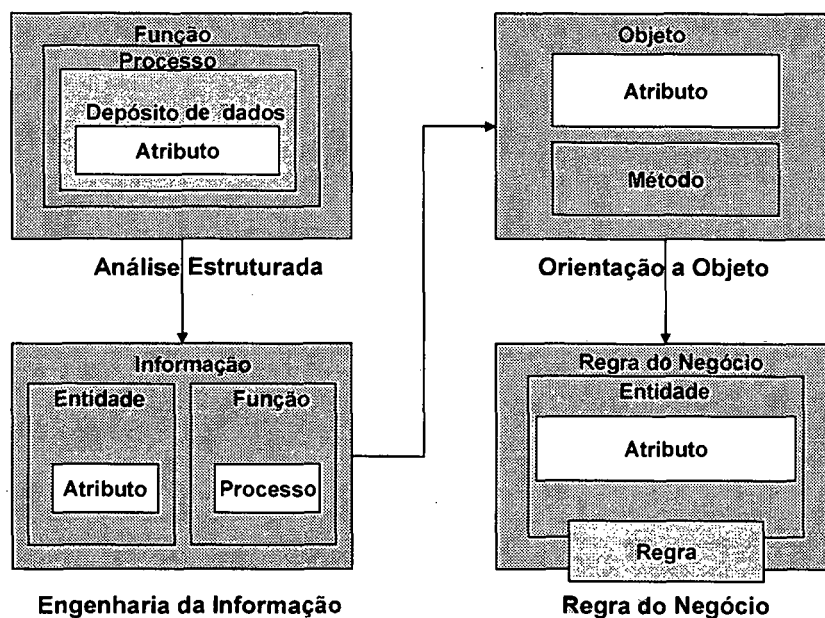 Função
Processo
Depósito de dados
Atributo
Análise Estruturada
Informação
Entidade
Função
Atributo
Processo
Engenharia da Informação
Objeto
Atributo
Método
Orientação a Objeto
Regra do Negócio
Entidade
Atributo
Regra
Regra do Negócio